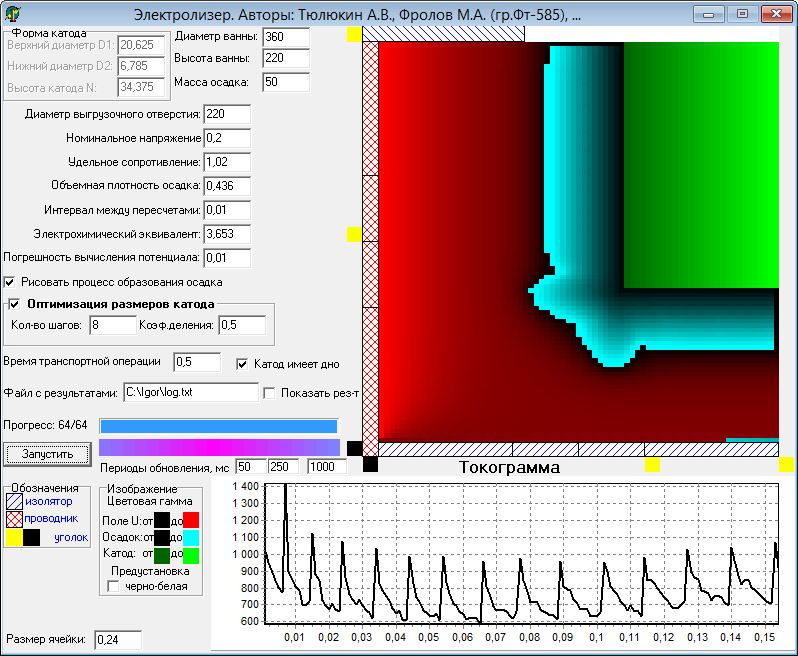 Электролизер. Авторы: Тюлюкин А.В., Фролов М.А. (гр.Фт-585), ...
Форма катода
Верхний диаметр D1: 20,625
Нижний диаметр D2: 6,785
Высота катода N: 34,375
Диаметр ванны: 360
Высота ванны: 220
Масса осадка: 50
Диаметр выгрузочного отверстия: 220
Номинальное напряжение 0,2
Удельное сопротивление: 1,02
Объемная плотность осадка: 0,436
Интервал между пересчетами: 0,01
Электрохимический эквивалент: 3,653
Погрешность вычисления потенциала: 0,01
Рисовать процесс образования осадка
Оптимизация размеров катода
Кол-во шагов: 8 Коэф.деления: 0,5
Время транспортной операции 0,5 Катод имеет дно
Файл с результатами: C:\Igor\log.txt Показать рез-т
Прогресс: 64/64
Запустить
Периоды обновления, мс 50 250 1000
Обозначения
изолятор
проводник
уголок
Изображение
Цветовая гамма
Поле U: от до
Осадок: от до
Катод: от до
Предустановка
черно-белая
Размер ячейки: 0,24
Токограмма
1 400
1 300
1 200
1 100
1 000
900
800
700
600
0,01 0,02 0,03 0,04 0,05 0,06 0,07 0,08 0,09 0,1 0,11 0,12 0,13 0,14 0,15